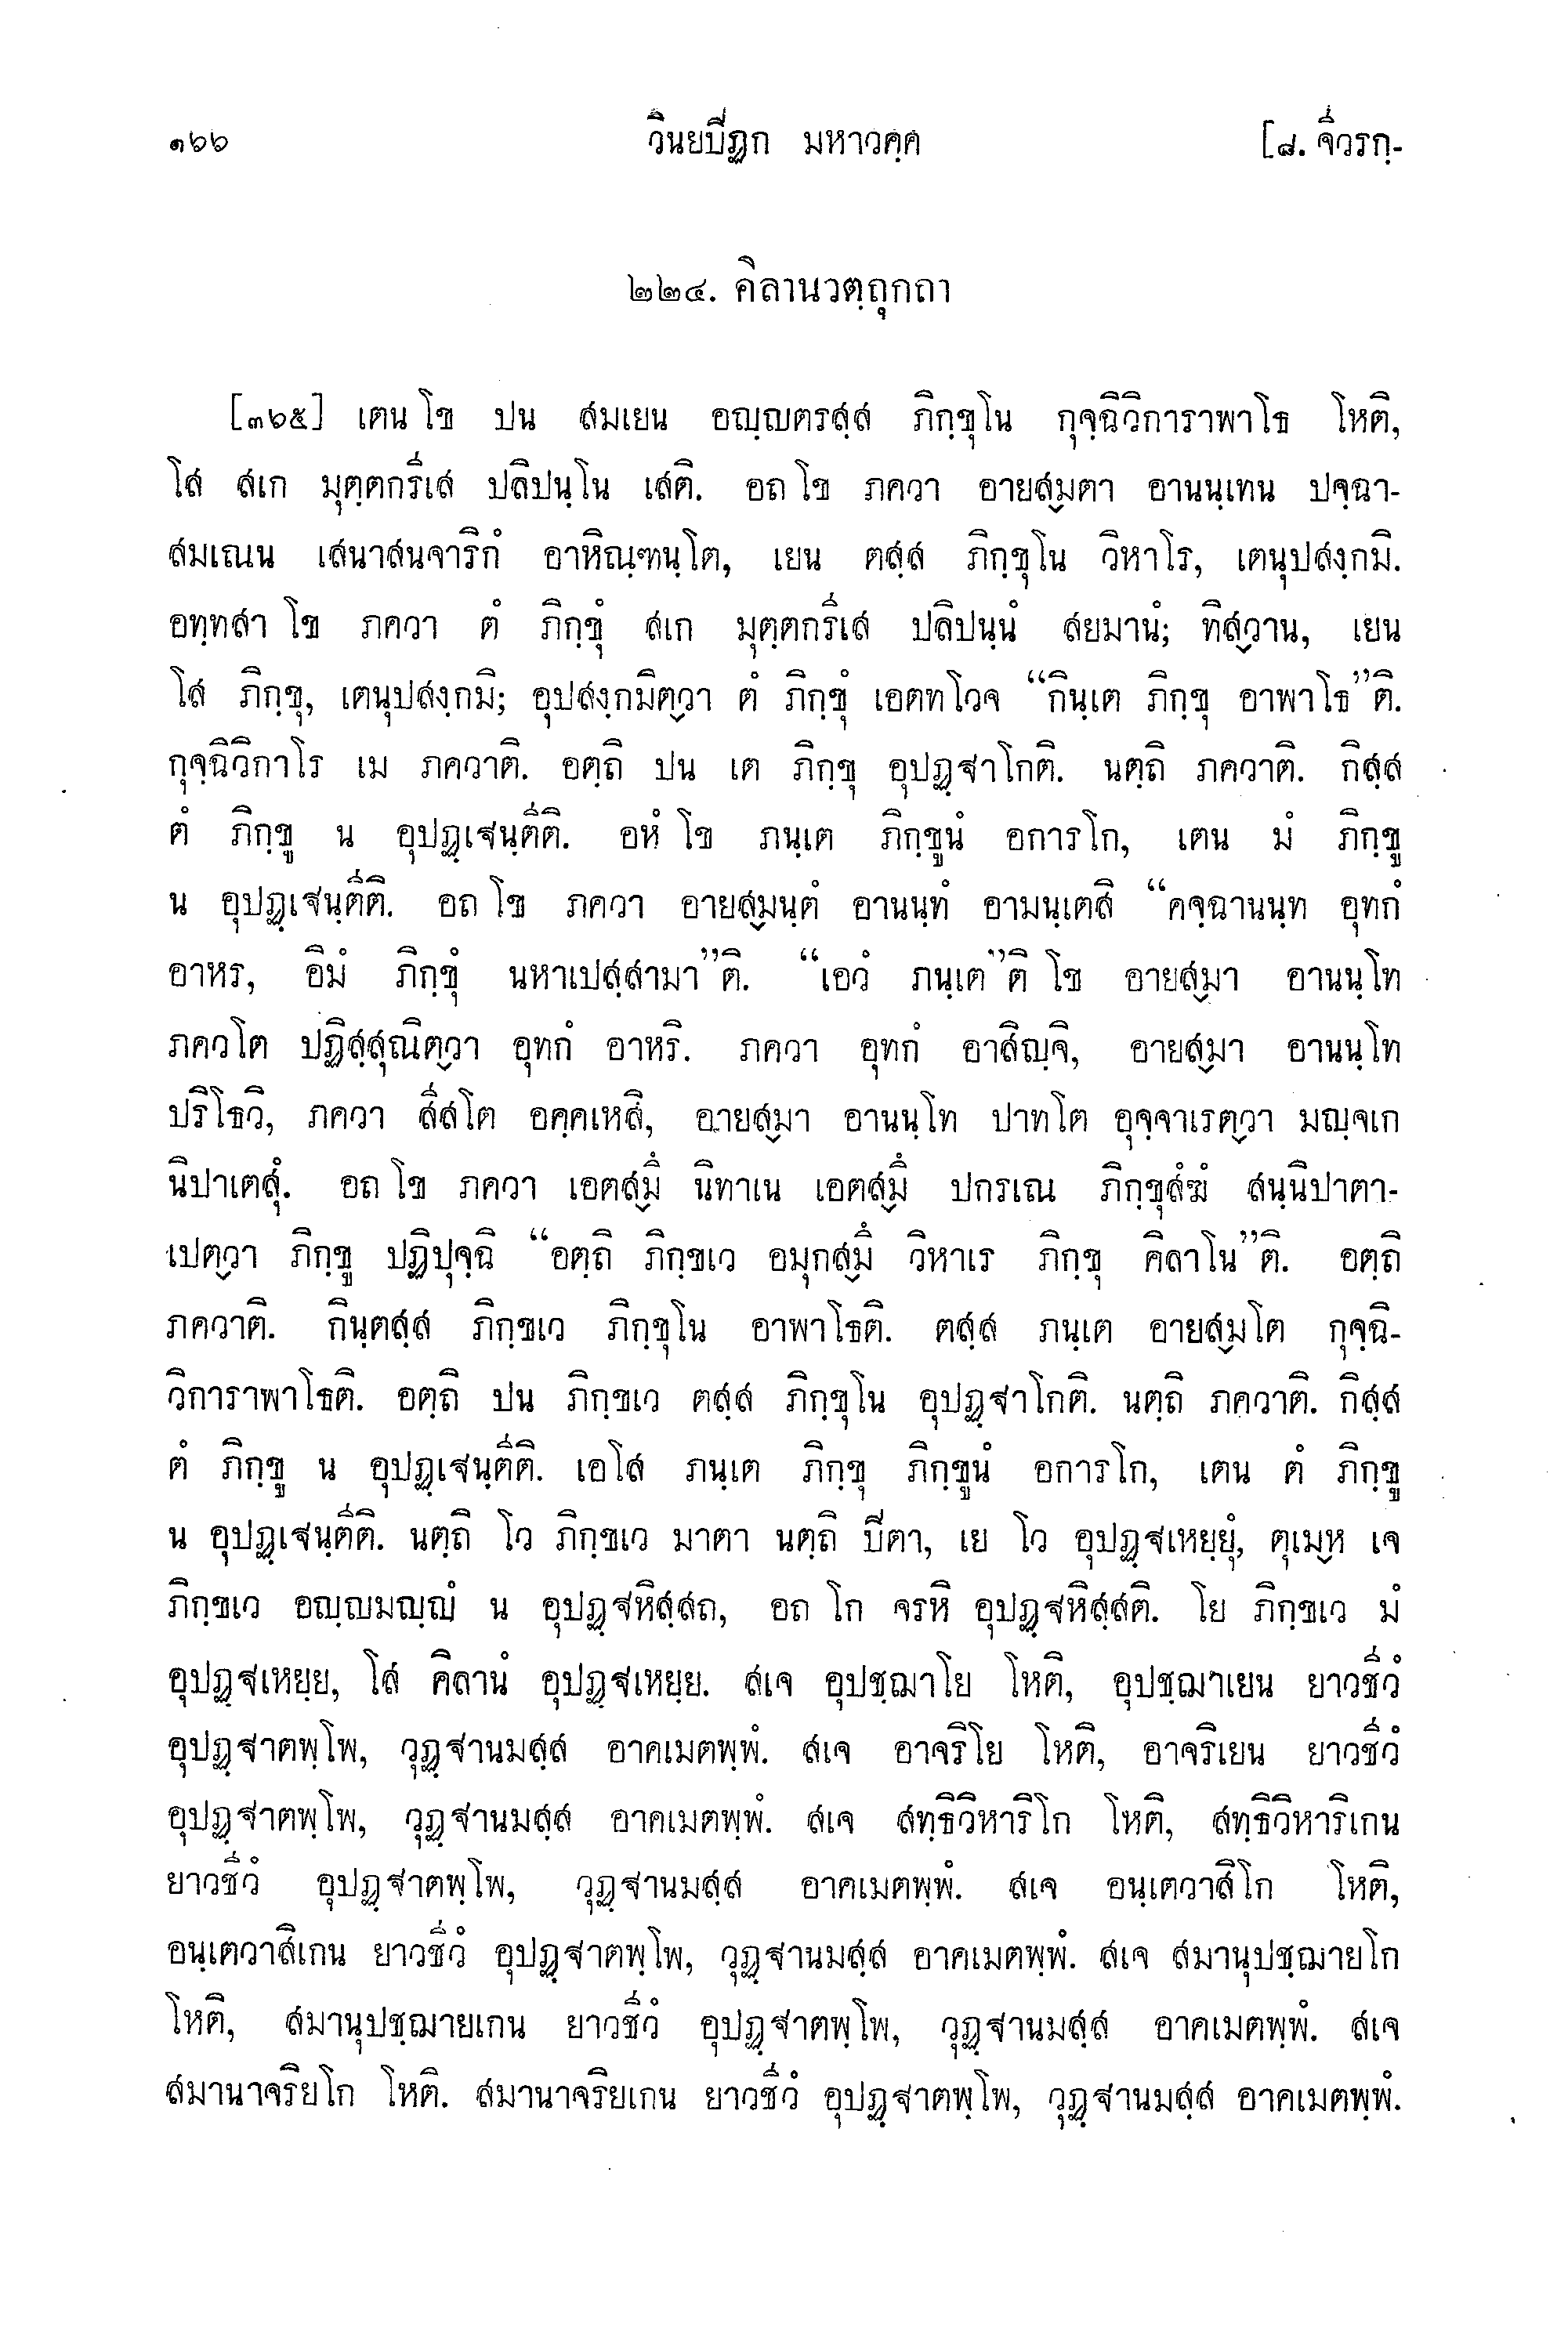 ๑๖๖ วินยปิฏก มหาวคฺค [๘. จีวรกฺ-
๒๒๔. คิลานวตฺถุกถา
[๓๖๕] เตน โข ปน สมเยน อญฺญตรสฺส ภิกฺขุโน กุจฺฉิวิการาพาโธ โหติ,
โส สเก มุตฺตกรีเส ปลิปนฺโน เสติ. อถ โข ภควา อายสฺมตา อานนฺเทน ปจฺฉา-
สมเณน เสนาสนจาริกํ อาหิณฺฑนฺโต, เยน ตสฺส ภิกฺขุโน วิหาโร, เตนุปสงฺกมิ.
อทฺทสา โข ภควา ตํ ภิกฺขุํ สเก มุตฺตกรีเส ปลิปนฺนํ สยมานํ; ทิสฺวาน, เยน
โส ภิกฺขุ, เตนุปสงฺกมิ; อุปสงฺกมิตฺวา ตํ ภิกฺขุํ เอตทโวจ “กินฺเต ภิกฺขุ อาพาโธ”ติ.
กุจฺฉิวิกาโร เม ภควาติ. อตฺถิ ปน เต ภิกฺขุ อุปฏฺฐาโกติ. นตฺถิ ภควาติ. กิสฺส
ตํ ภิกฺขู น อุปฏฺเฐนฺตีติ. อหํ โข ภนฺเต ภิกฺขูนํ อการโก, เตน มํ ภิกฺขู
น อุปฏฺเฐนฺตีติ. อถ โข ภควา อายสฺมนฺตํ อานนฺทํ อามนฺเตสิ “คจฺฉานนฺท อุทกํ
อาหร, อิมํ ภิกฺขุํ นหาเปสฺสามา”ติ. “เอวํ ภนฺเต”ติ โข อายสฺมา อานนฺโท
ภควโต ปฏิสฺสุณิตฺวา อุทกํ อาหริ. ภควา อุทกํ อาสิญฺจิ, อายสฺมา อานนฺโท
ปริโธวิ, ภควา สีสโต อคฺคเหสิ, อายสฺมา อานนฺโท ปาทโต อุจฺจาเรตฺวา มญฺจเก
นิปาเตสุํ. อถ โข ภควา เอตสฺมึ นิทาเน เอตสฺมึ ปกรเณ ภิกฺขุสํฆํ สนฺนิปาตา-
เปตฺวา ภิกฺขู ปฏิปุจฺฉิ “อตฺถิ ภิกฺขเว อมุกสฺมึ วิหาเร ภิกฺขุ คิลาโน”ติ. อตฺถิ
ภควาติ. กินฺตสฺส ภิกฺขเว ภิกฺขุโน อาพาโธติ. ตสฺส ภนฺเต อายสฺมโต กุจฺฉิ-
วิการาพาโธติ. อตฺถิ ปน ภิกฺขเว ตสฺส ภิกฺขุโน อุปฏฺฐาโกติ. นตฺถิ ภควาติ. กิสฺส
ตํ ภิกฺขู น อุปฏฺเฐนฺตีติ. เอโส ภนฺเต ภิกฺขุ ภิกฺขูนํ อการโก, เตน ตํ ภิกฺขู
น อุปฏฺเฐนฺตีติ. นตฺถิ โว ภิกฺขเว มาตา นตฺถิ ปิตา, เย โว อุปฏฺฐเหยฺยุํ, ตุเมฺห เจ
ภิกฺขเว อญฺญมญฺญํ น อุปฏฺฐหิสฺสถ, อถ โก จรหิ อุปฏฺฐหิสฺสติ. โย ภิกฺขเว มํ
อุปฏฺฐเหยฺย, โส คิลานํ อุปฏฺฐเหยฺย. สเจ อุปชฺฌาโย โหติ, อุปชฺฌาเยน ยาวชีวํ
อุปฏฺฐาตพฺโพ, วุฏฺฐานมสฺส อาคเมตพฺพํ. สเจ อาจริโย โหติ, อาจริเยน ยาวชีวํ
อุปฏฺฐาตพฺโพ, วุฏฺฐานมสฺส อาคเมตพฺพํ. สเจ สทฺธิวิหาริโก โหติ, สทฺธิวิหาริเกน
ยาวชีวํ อุปฏฺฐาตพฺโพ, วุฏฺฐานมสฺส อาคเมตพฺพํ. สเจ อนฺเตวาสิโก โหติ,
อนฺเตวาสิเกน ยาวชีวํ อุปฏฺฐาตพฺโพ, วุฏฺฐานมสฺส อาคเมตพฺพํ. สเจ สมานุปชฺฌายโก
โหติ, สมานุปชฺฌายเกน ยาวชีวํ อุปฏฺฐาตพฺโพ, วุฏฺฐานมสฺส อาคเมตพฺพํ. สเจ
สมานาจริยโก โหติ. สมานาจริยเกน ยาวชีวํ อุปฏฺฐาตพฺโพ, วุฏฺฐานมสฺส อาคเมตพฺพํ.